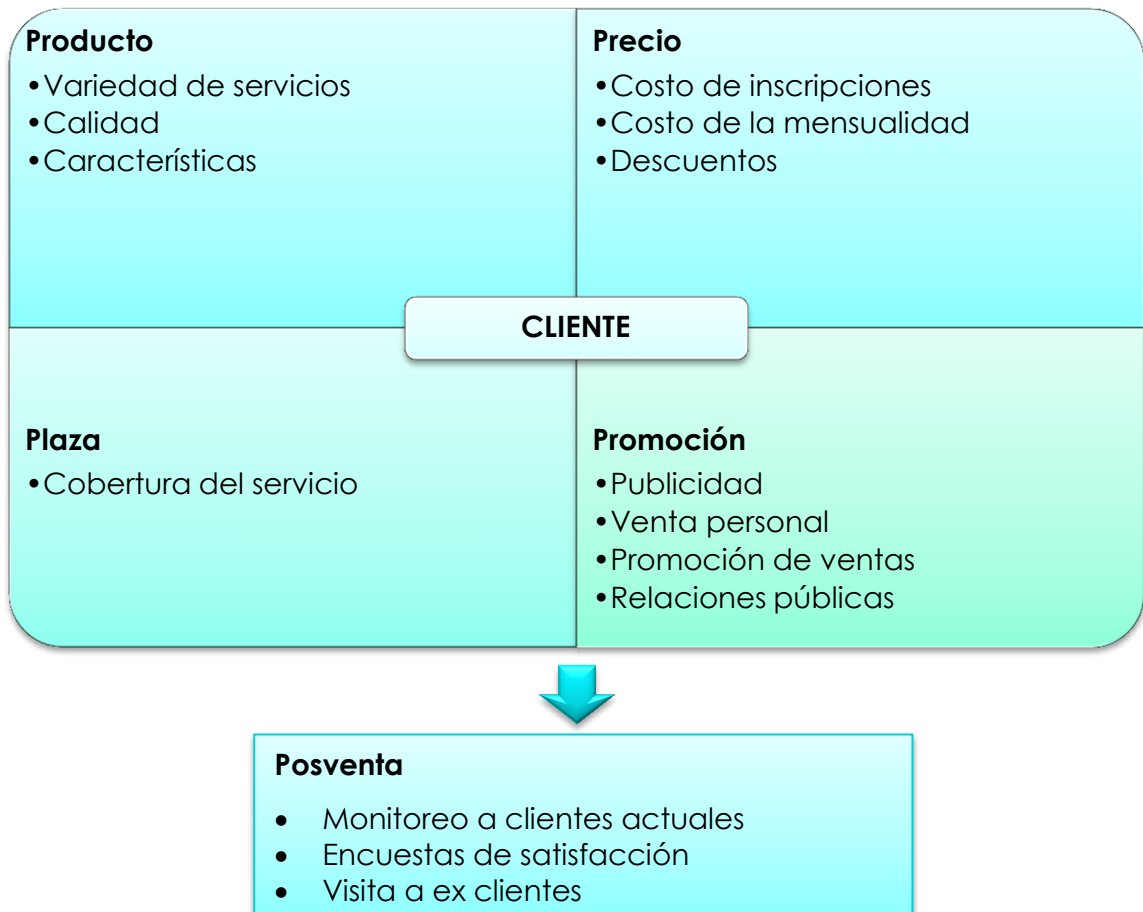 Producto
•Variedad de servicios
•Calidad
•Características
Precio
•Costo de inscripciones
•Costo de la mensualidad
•Descuentos
CLIENTE
Plaza
•Cobertura del servicio
Promoción
•Publicidad
•Venta personal
•Promoción de ventas
•Relaciones públicas
Posventa
• Monitoreo a clientes actuales
• Encuestas de satisfacción
• Visita a ex clientes